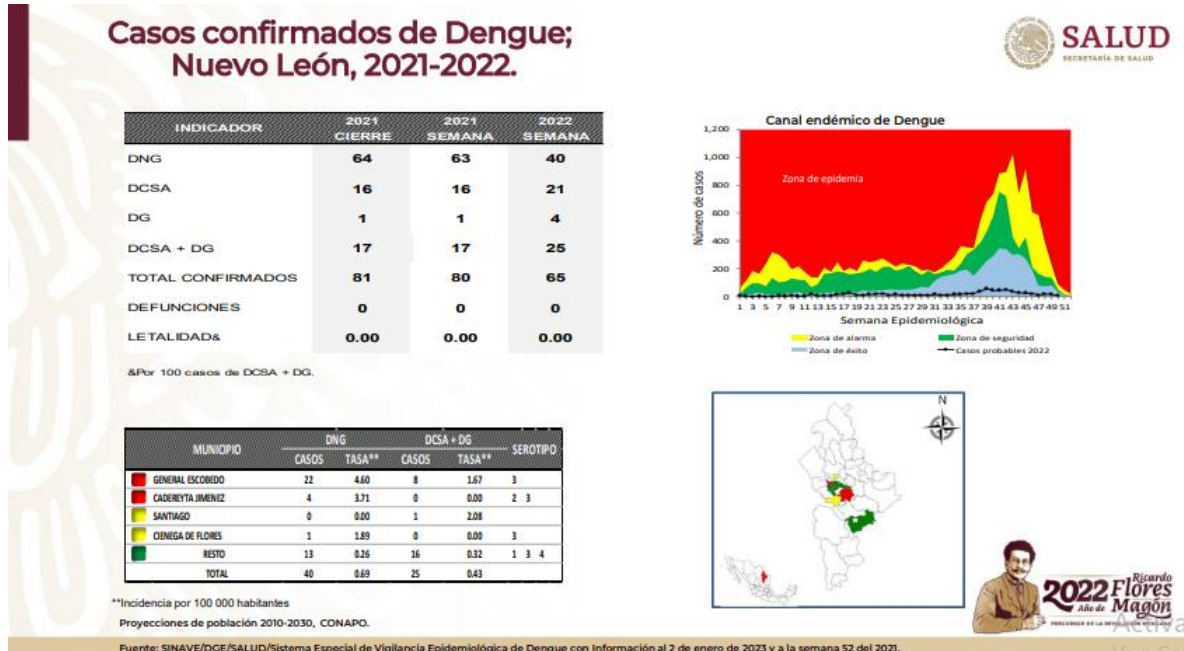 Casos confirmados de Dengue;
Nuevo León, 2021-2022.
SALUD
SECRETARÍA DE SALUD
INDICADOR 2021 CIERRE 2021 SEMANA 2022 SEMANA
DNG 64 63 40
DCSA 16 16 21
DG 1 1 4
DCSA + DG 17 17 25
TOTAL CONFIRMADOS 81 80 65
DEFUNCIONES 0 0 0
LETALIDAD& 0.00 0.00 0.00
&Por 100 casos de DCSA + DG.
Canal endémico de Dengue
Número de casos
1,200
1,000
800
600
400
200
0
Zona de epidemia
1 3 5 7 9 11 13 15 17 19 21 23 25 27 29 31 33 35 37 39 41 43 45 47 49 51
Semana Epidemiológica
Zona de alarma Zona de seguridad
Zona de éxito Casos probables 2022
MUNICIPIO DNG DCSA + DG SEROTIPO
CASOS TASA** CASOS TASA**
GENERAL ESCOBEDO 22 4.60 8 1.67 3
CADEREYTA JIMENEZ 4 3.71 0 0.00 2 3
SANTIAGO 0 0.00 1 2.08
CIENEGA DE FLORES 1 1.89 0 0.00 3
RESTO 13 0.26 16 0.32 1 3 4
TOTAL 40 0.69 25 0.43
**Incidencia por 100 000 habitantes
Proyecciones de población 2010-2030, CONAPO.
N
2022 Ricardo Flores
Año de Magón
PRECURSOR DE LA REVOLUCIÓN MEXICANA
Fuente: SINAVE/DGE/SALUD/Sistema Especial de Vigilancia Epidemiológica de Dengue con Información al 2 de enero de 2023 y a la semana 52 del 2021.